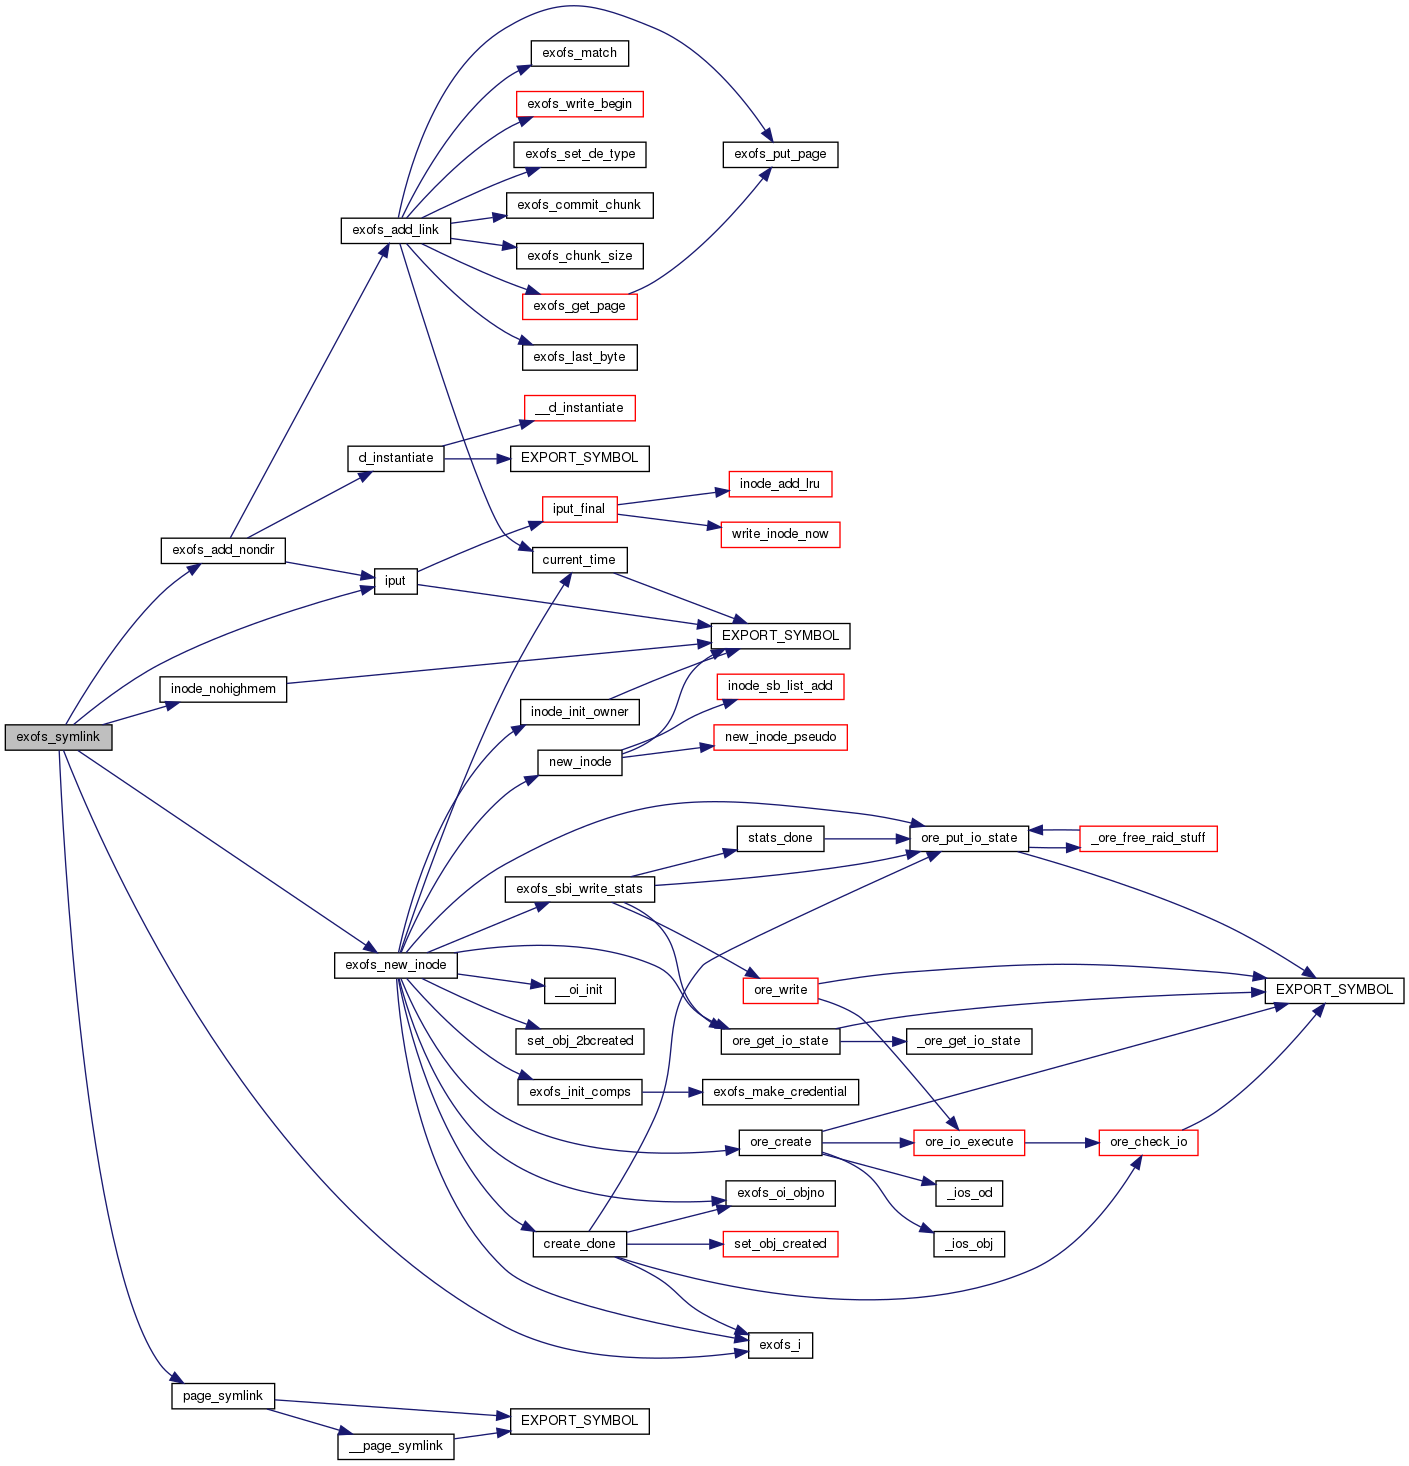 exofs_match
exofs_write_begin
exofs_set_de_type
exofs_put_page
exofs_commit_chunk
exofs_add_link
exofs_chunk_size
exofs_get_page
exofs_last_byte
__d_instantiate
d_instantiate
EXPORT_SYMBOL
inode_add_lru
iput_final
write_inode_now
exofs_add_nondir
current_time
iput
EXPORT_SYMBOL
inode_nohighmem
inode_sb_list_add
inode_init_owner
exofs_symlink
new_inode_pseudo
new_inode
stats_done
ore_put_io_state
_ore_free_raid_stuff
exofs_sbi_write_stats
exofs_new_inode
__oi_init
ore_write
EXPORT_SYMBOL
set_obj_2bcreated
ore_get_io_state
_ore_get_io_state
exofs_init_comps
exofs_make_credential
ore_create
ore_io_execute
ore_check_io
exofs_oi_objno
_ios_od
create_done
set_obj_created
_ios_obj
exofs_i
page_symlink
EXPORT_SYMBOL
__page_symlink